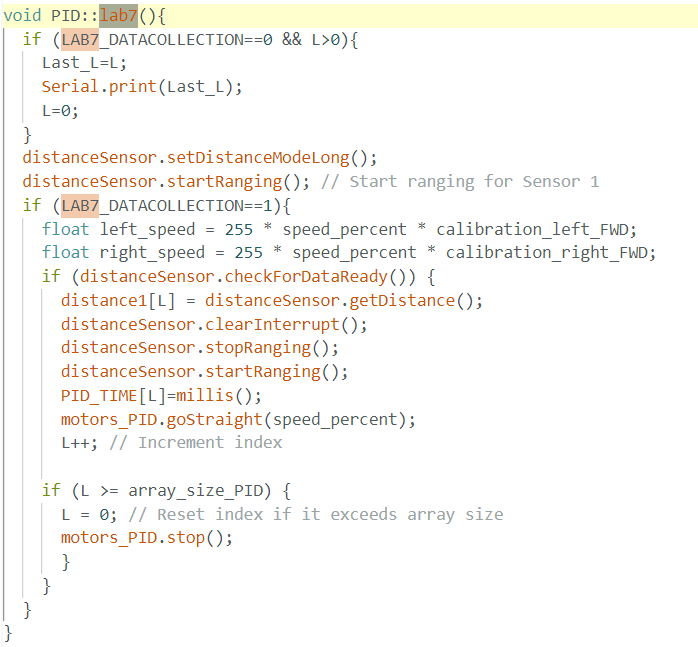 void PID::lab7(){
  if (LAB7_DATACOLLECTION==0 && L>0){
    Last_L=L;
    Serial.print(Last_L);
    L=0;
  }
  distanceSensor.setDistanceModeLong();
  distanceSensor.startRanging(); // Start ranging for Sensor 1
  if (LAB7_DATACOLLECTION==1){
    float left_speed = 255 * speed_percent * calibration_left_FWD;
    float right_speed = 255 * speed_percent * calibration_right_FWD;
    if (distanceSensor.checkForDataReady()) {
      distance1[L] = distanceSensor.getDistance();
      distanceSensor.clearInterrupt();
      distanceSensor.stopRanging();
      distanceSensor.startRanging();
      PID_TIME[L]=millis();
      motors_PID.goStraight(speed_percent);
      L++; // Increment index

    if (L >= array_size_PID) {
      L = 0; // Reset index if it exceeds array size
      motors_PID.stop();
      }
    }
  }
}